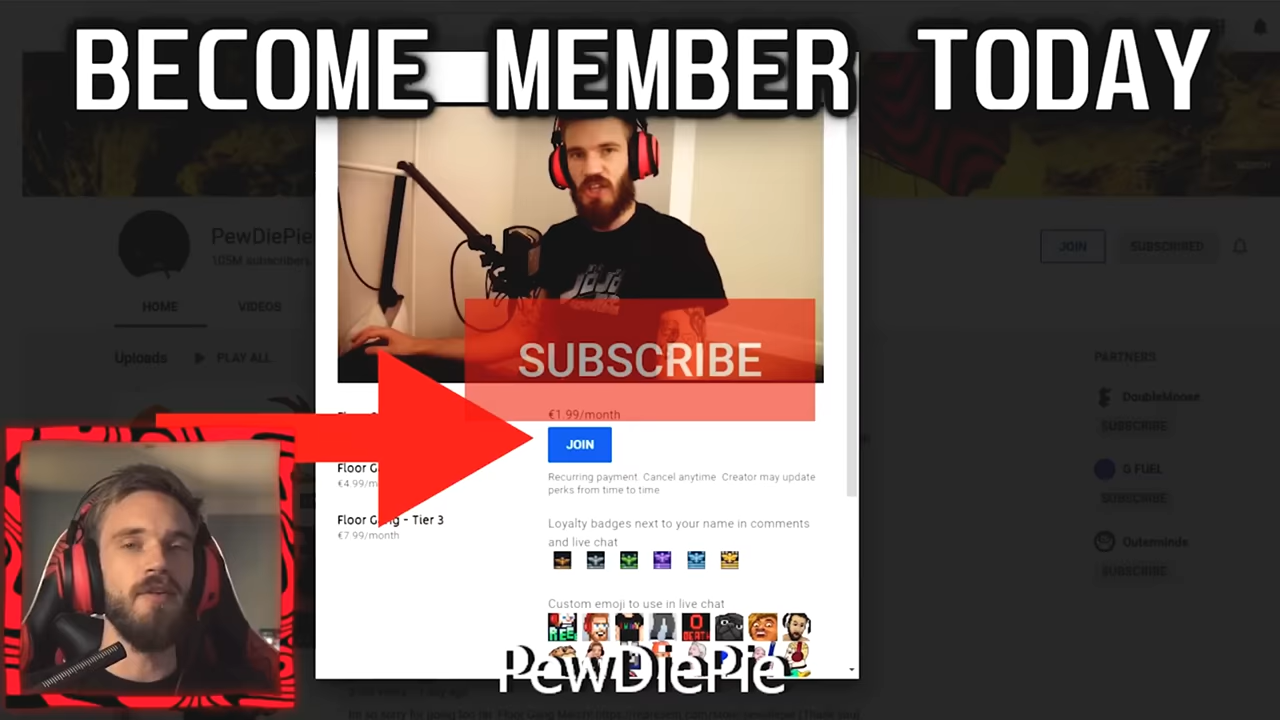 BECOME MEMBER TODAY
PewDiePie
105M subscribers
JOIN
SUBSCRIBED
HOME
VIDEOS
Uploads
PLAY ALL
SUBSCRIBE
€1.99/month
JOIN
Recurring payment. Cancel anytime. Creator may update
perks from time to time
Floor
€4.99/m
Floor Gang - Tier 3
€7.99/month
Loyalty badges next to your name in comments
and live chat
Custom emoji to use in live chat
PARTNERS
DoubleMoose
SUBSCRIBE
G FUEL
SUBSCRIBE
Outerminds
SUBSCRIBE
PewDiePie